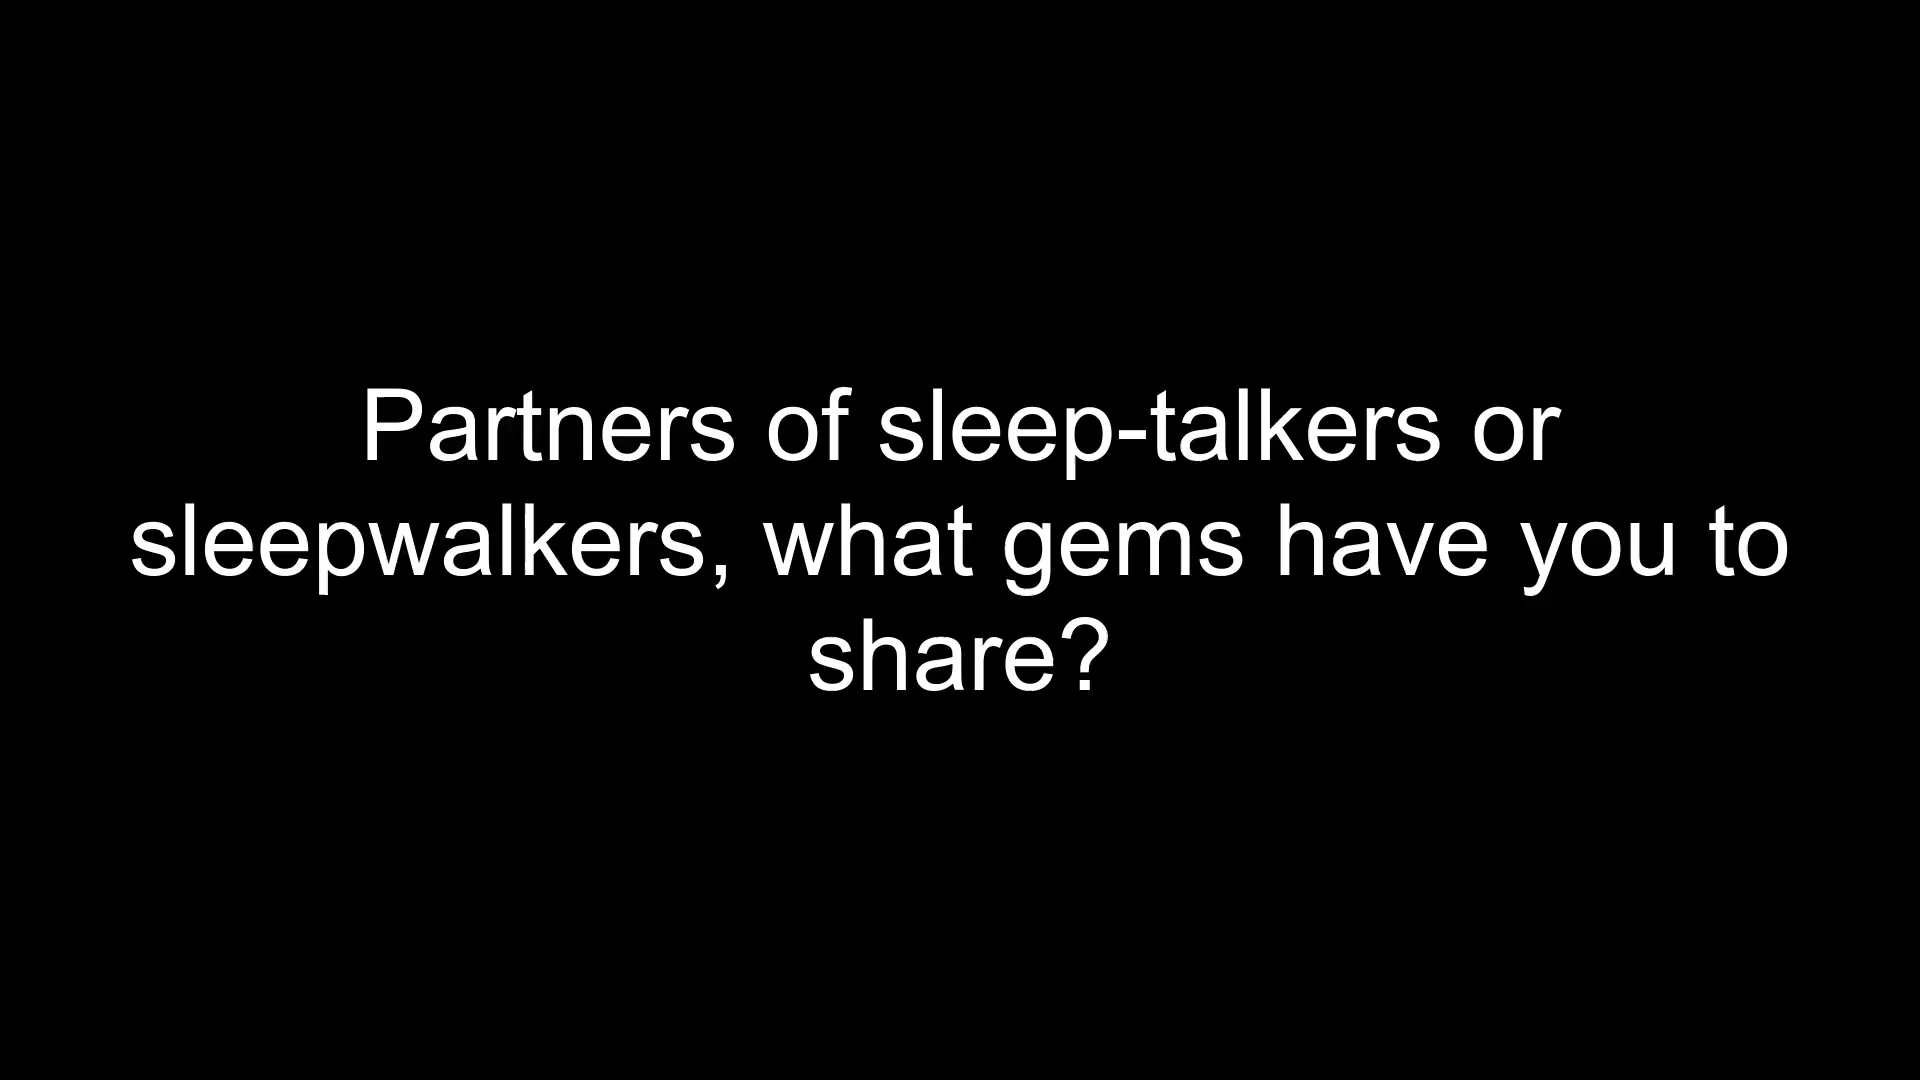 Partners of sleep-talkers or
sleepwalkers, what gems have you to
share?